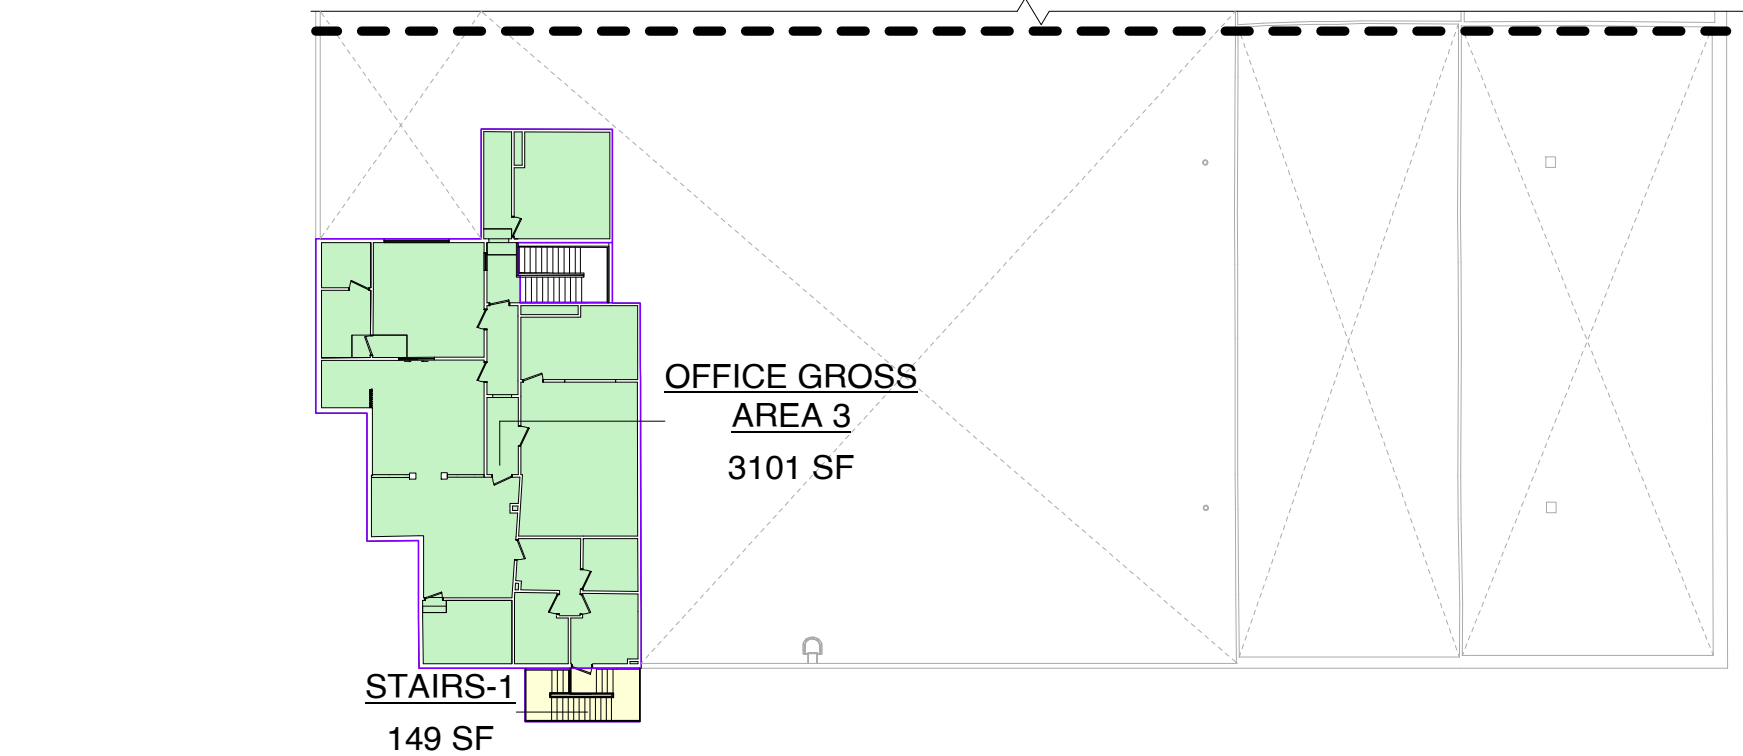 OFFICE GROSS
AREA 3
3101 SF
STAIRS-1
149 SF